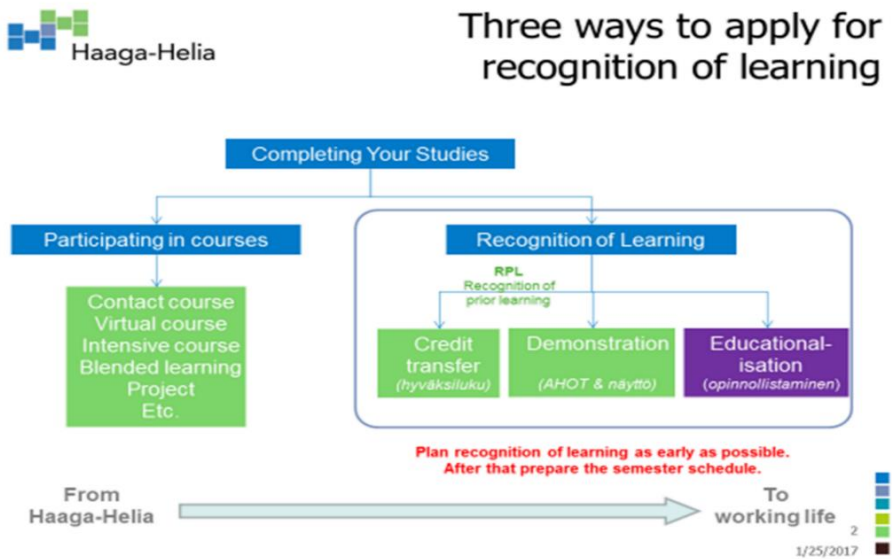 Haaga-Helia
Three ways to apply for
recognition of learning
Completing Your Studies
Participating in courses
Recognition of Learning
Contact course
Virtual course
Intensive course
Blended learning
Project
Etc.
RPL
Recognition of
prior learning
Credit
transfer
(hyväksiluku)
Demonstration
(AHOT & näyttö)
Educational-
isation
(opinnollistaminen)
Plan recognition of learning as early as possible.
After that prepare the semester schedule.
From
Haaga-Helia
To
working life
2
1/25/2017